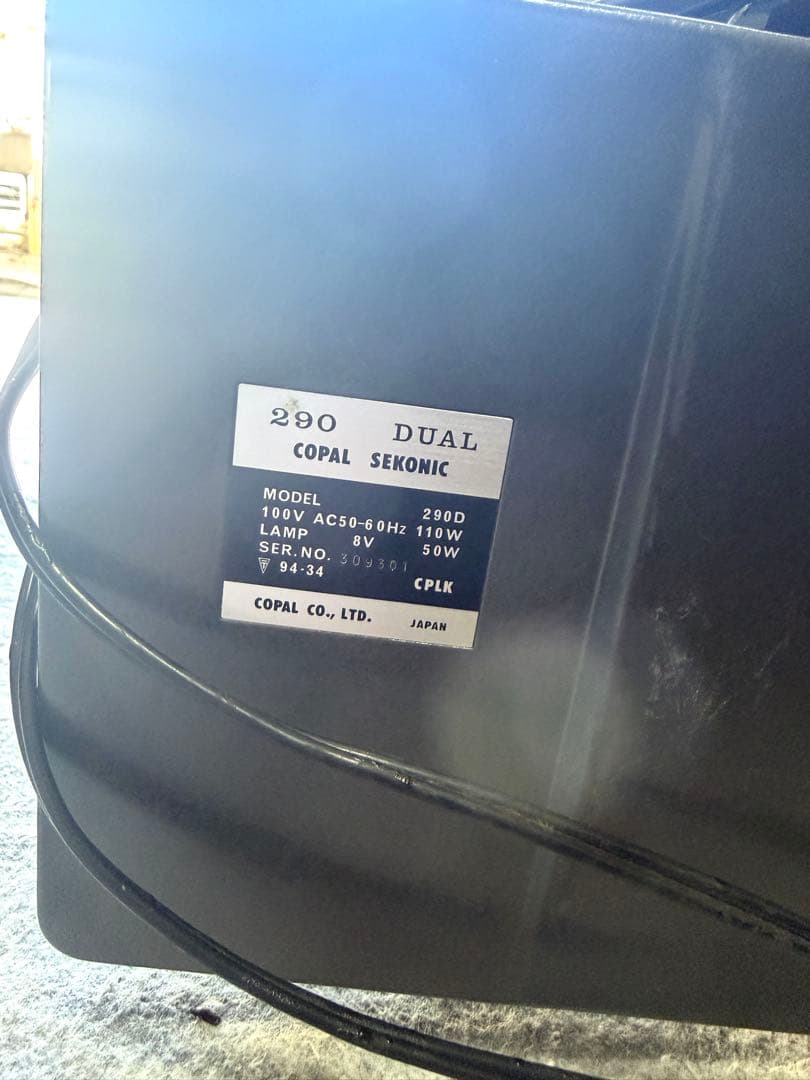 290 DUAL
COPAL SEKONIC
MODEL 290D
100V AC50-60Hz 110W
LAMP 8V 50W
SER.NO. 309301
94-34 CPLK
COPAL CO., LTD. JAPAN